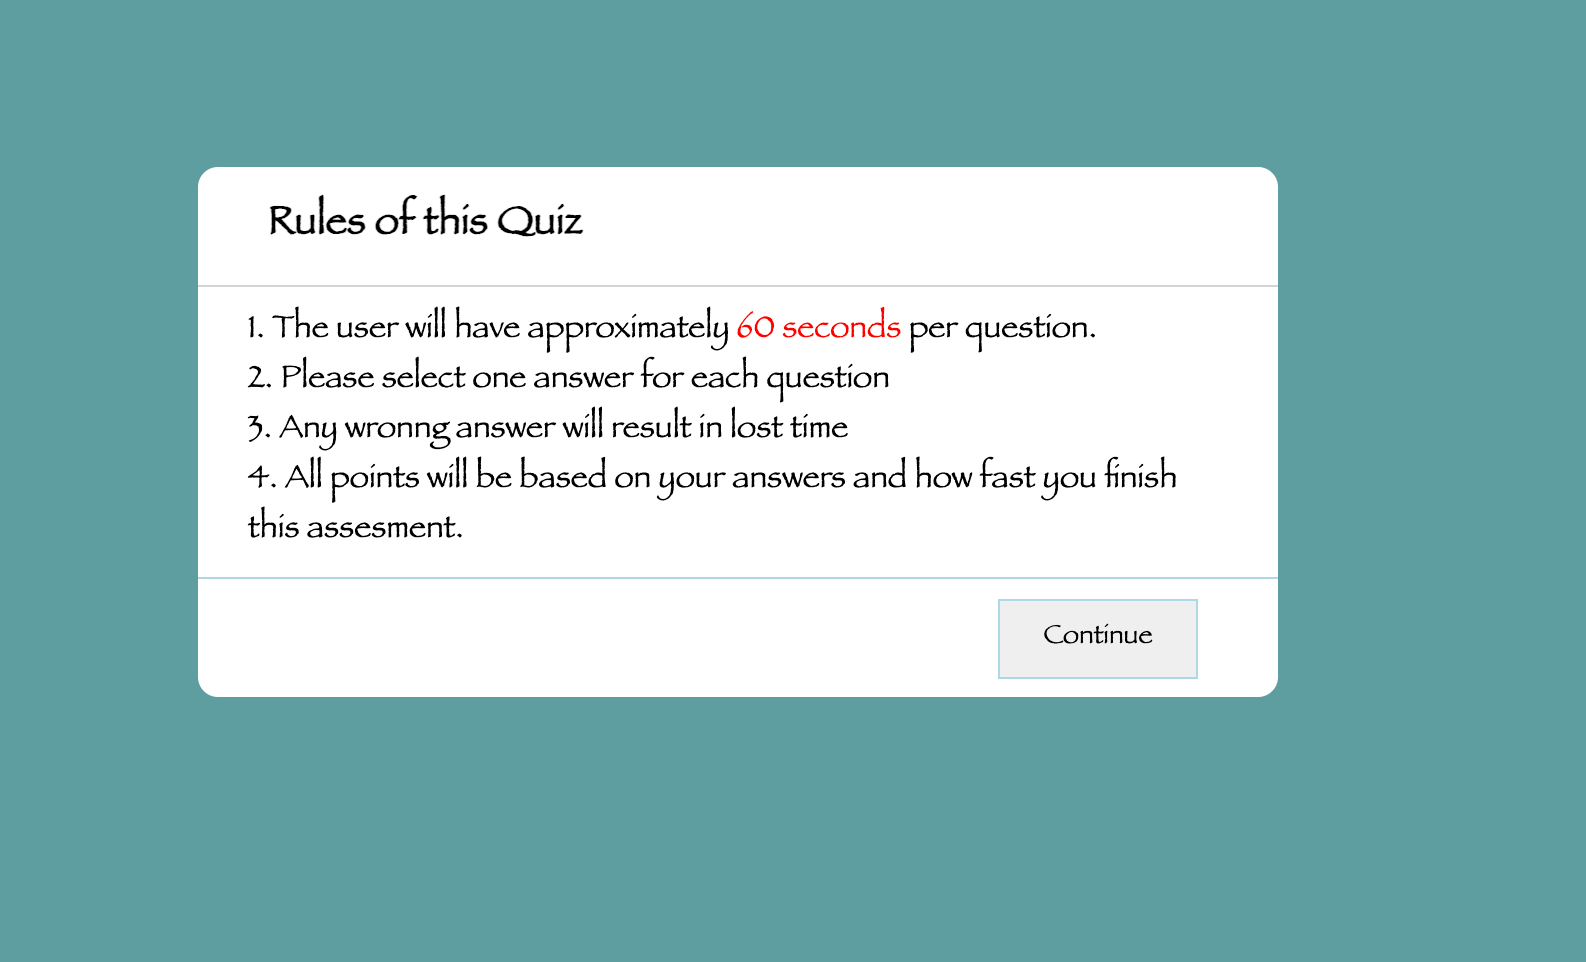 Rules of this Quiz
1. The user will have approximately 60 seconds per question.
2. Please select one answer for each question
3. Any wronng answer will result in lost time
4. All points will be based on your answers and how fast you finish
this assesment.
Continue